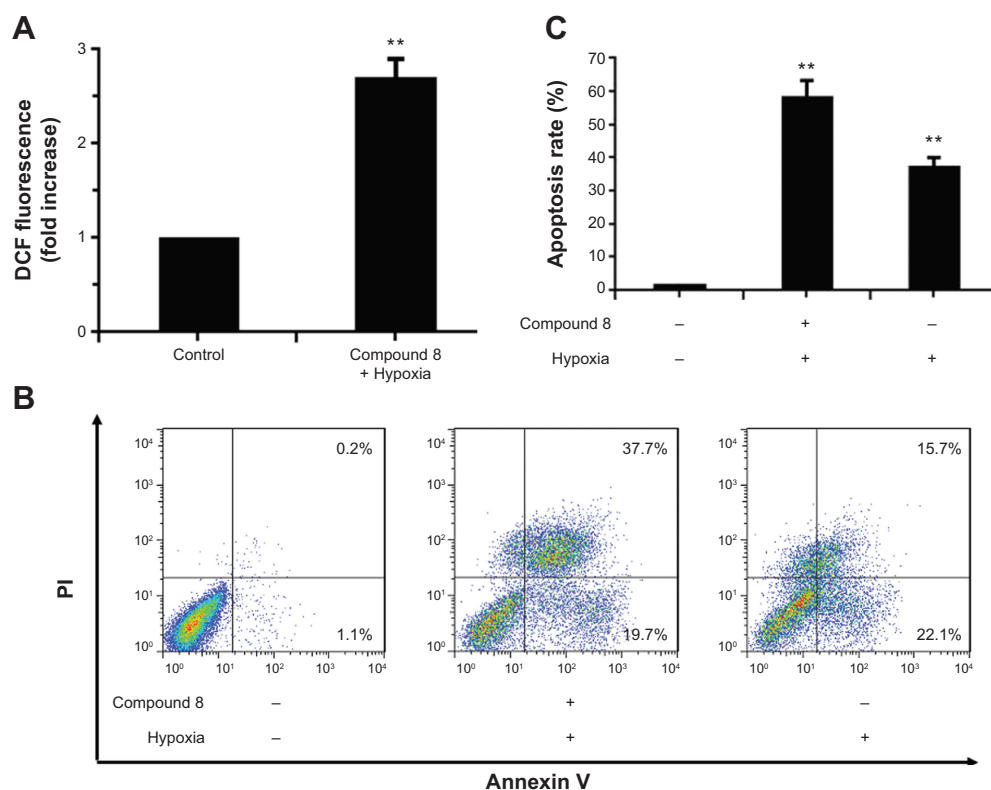 A
DCF fluorescence
(fold increase)
3
2
1
0
**
Control
Compound 8
+ Hypoxia
C
Apoptosis rate (%)
70
60
50
40
30
20
10
0
**
**
Compound 8 – + –
Hypoxia – + +
B
PI
10⁴
10³
10²
10¹
10⁰
0.2%
1.1%
10⁰ 10¹ 10² 10³ 10⁴
10⁴
10³
10²
10¹
10⁰
37.7%
19.7%
10⁰ 10¹ 10² 10³ 10⁴
10⁴
10³
10²
10¹
10⁰
15.7%
22.1%
10⁰ 10¹ 10² 10³ 10⁴
Compound 8 – + –
Hypoxia – + +
Annexin V